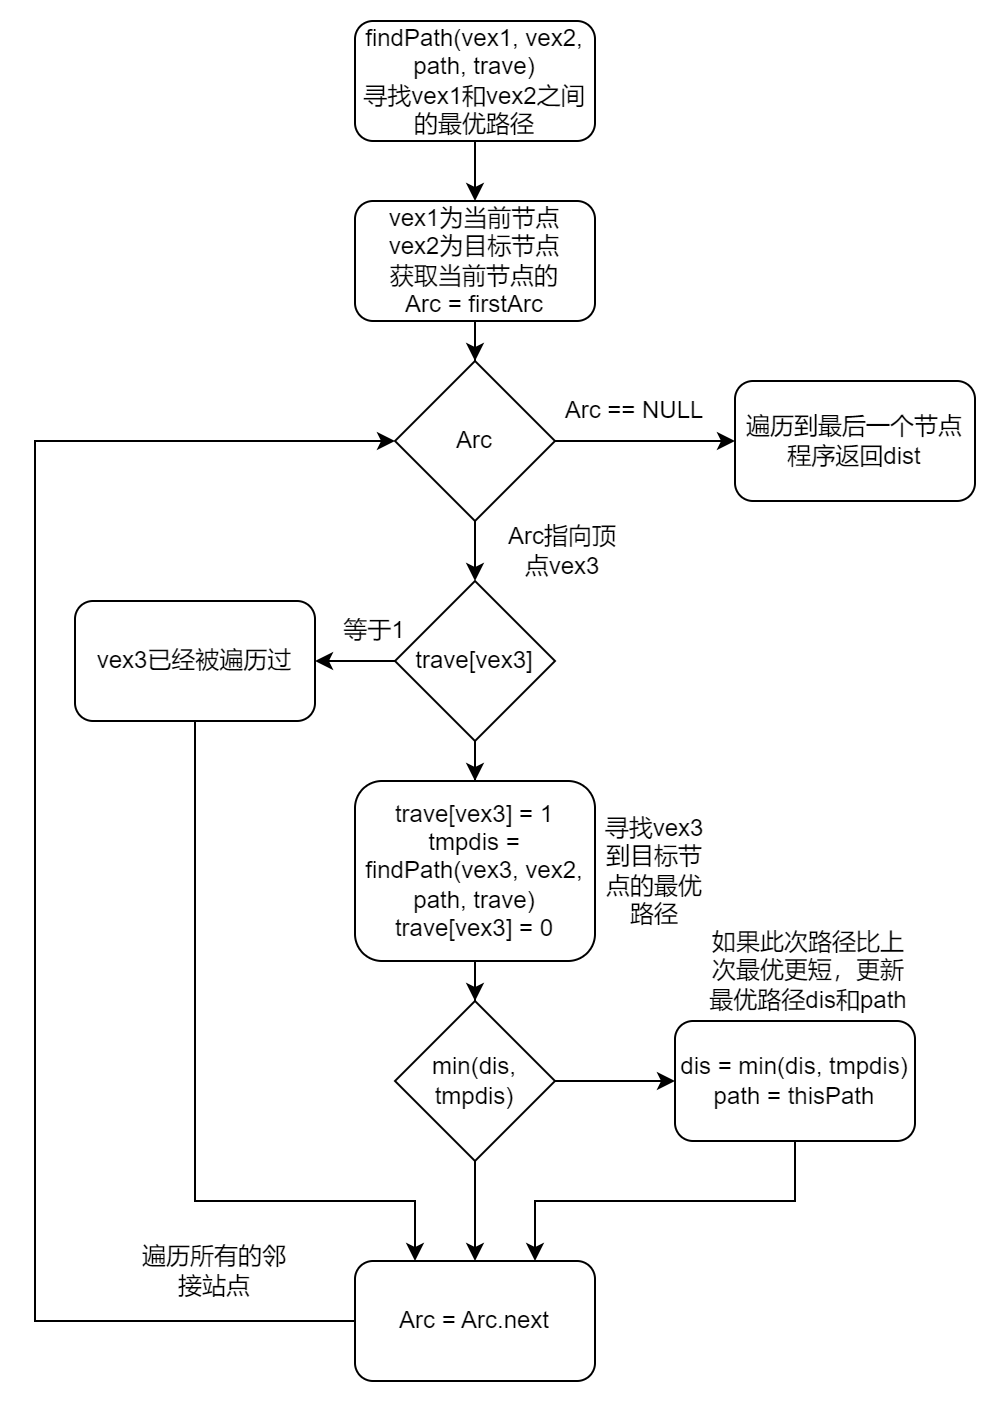 findPath(vex1, vex2,
path, trave)
寻找vex1和vex2之间
的最优路径
vex1为当前节点
vex2为目标节点
获取当前节点的
Arc = firstArc
Arc
Arc == NULL
遍历到最后一个节点
程序返回dist
Arc指向顶
点vex3
trave[vex3]
等于1
vex3已经被遍历过
trave[vex3] = 1
tmpdis =
findPath(vex3, vex2,
path, trave)
trave[vex3] = 0
寻找vex3
到目标节
点的最优
路径
如果此次路径比上
次最优更短，更新
最优路径dis和path
min(dis,
tmpdis)
dis = min(dis, tmpdis)
path = thisPath
遍历所有的邻
接站点
Arc = Arc.next